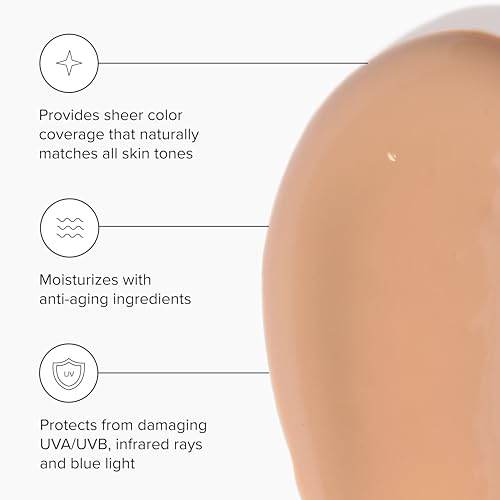 Provides sheer color
coverage that naturally
matches all skin tones
Moisturizes with
anti-aging ingredients
UV
Protects from damaging
UVA/UVB, infrared rays
and blue light